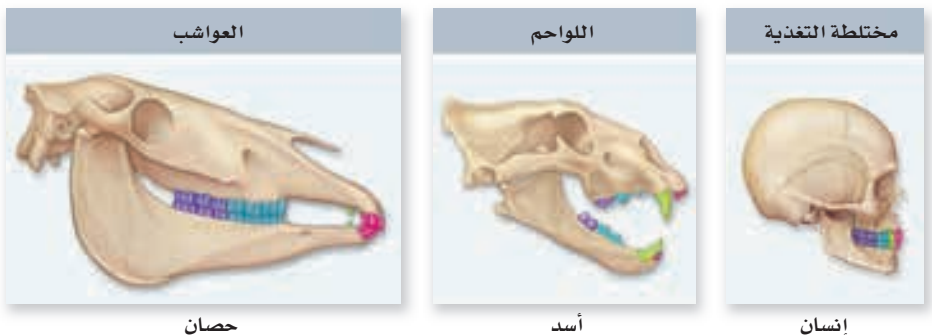 مختلطة التغذية
اللواحم
العواشب
إنسان
أسد
حصان